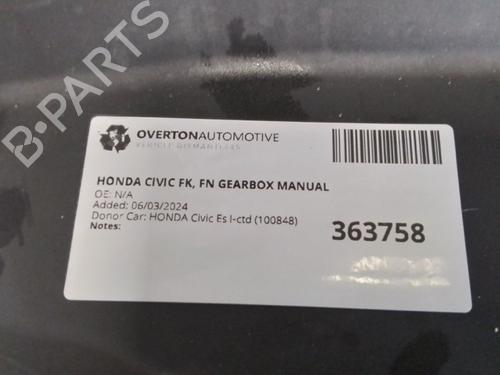 B-PARTS
OVERTONAUTOMOTIVE
VEHICLE DISMANTLERS
HONDA CIVIC FK, FN GEARBOX MANUAL
OE: N/A
Added: 06/03/2024
Donor Car: HONDA Civic Es I-ctd (100848)
Notes:
363758